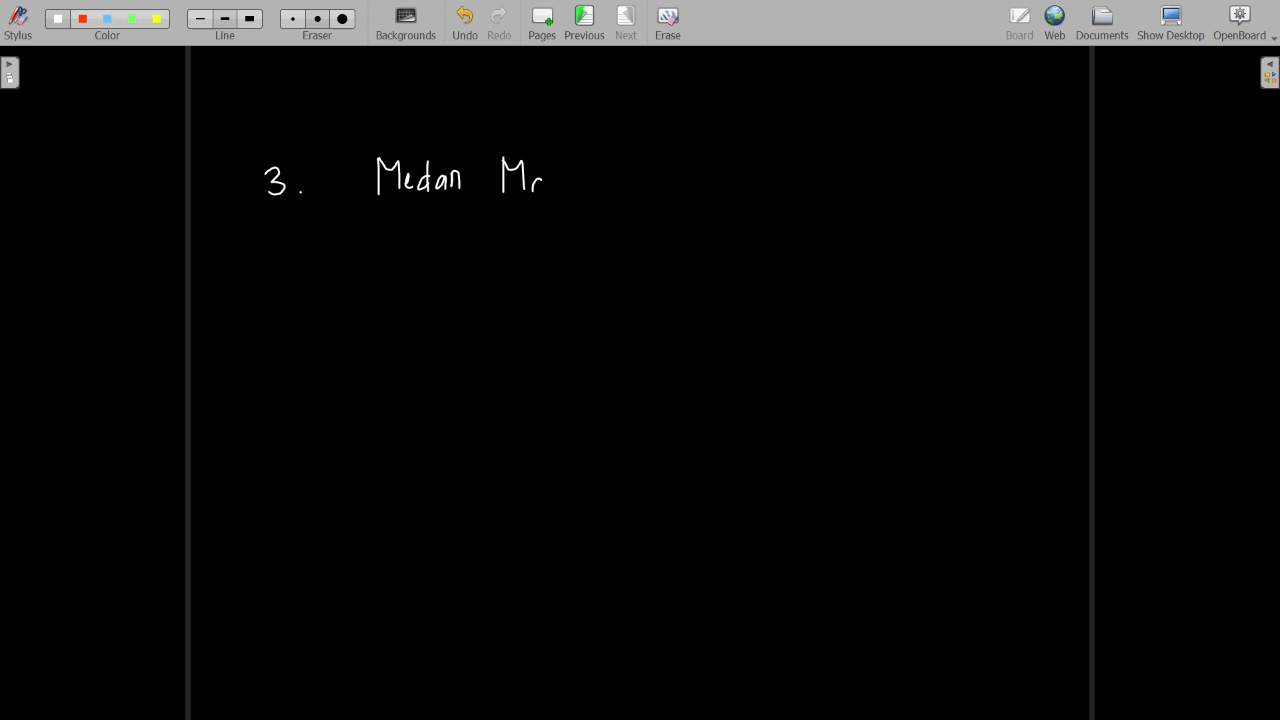 Stylus
Color
Line
Eraser
Backgrounds
Undo
Redo
Pages
Previous
Next
Erase
Board
Web
Documents
Show Desktop
OpenBoard
3. Medan Mr